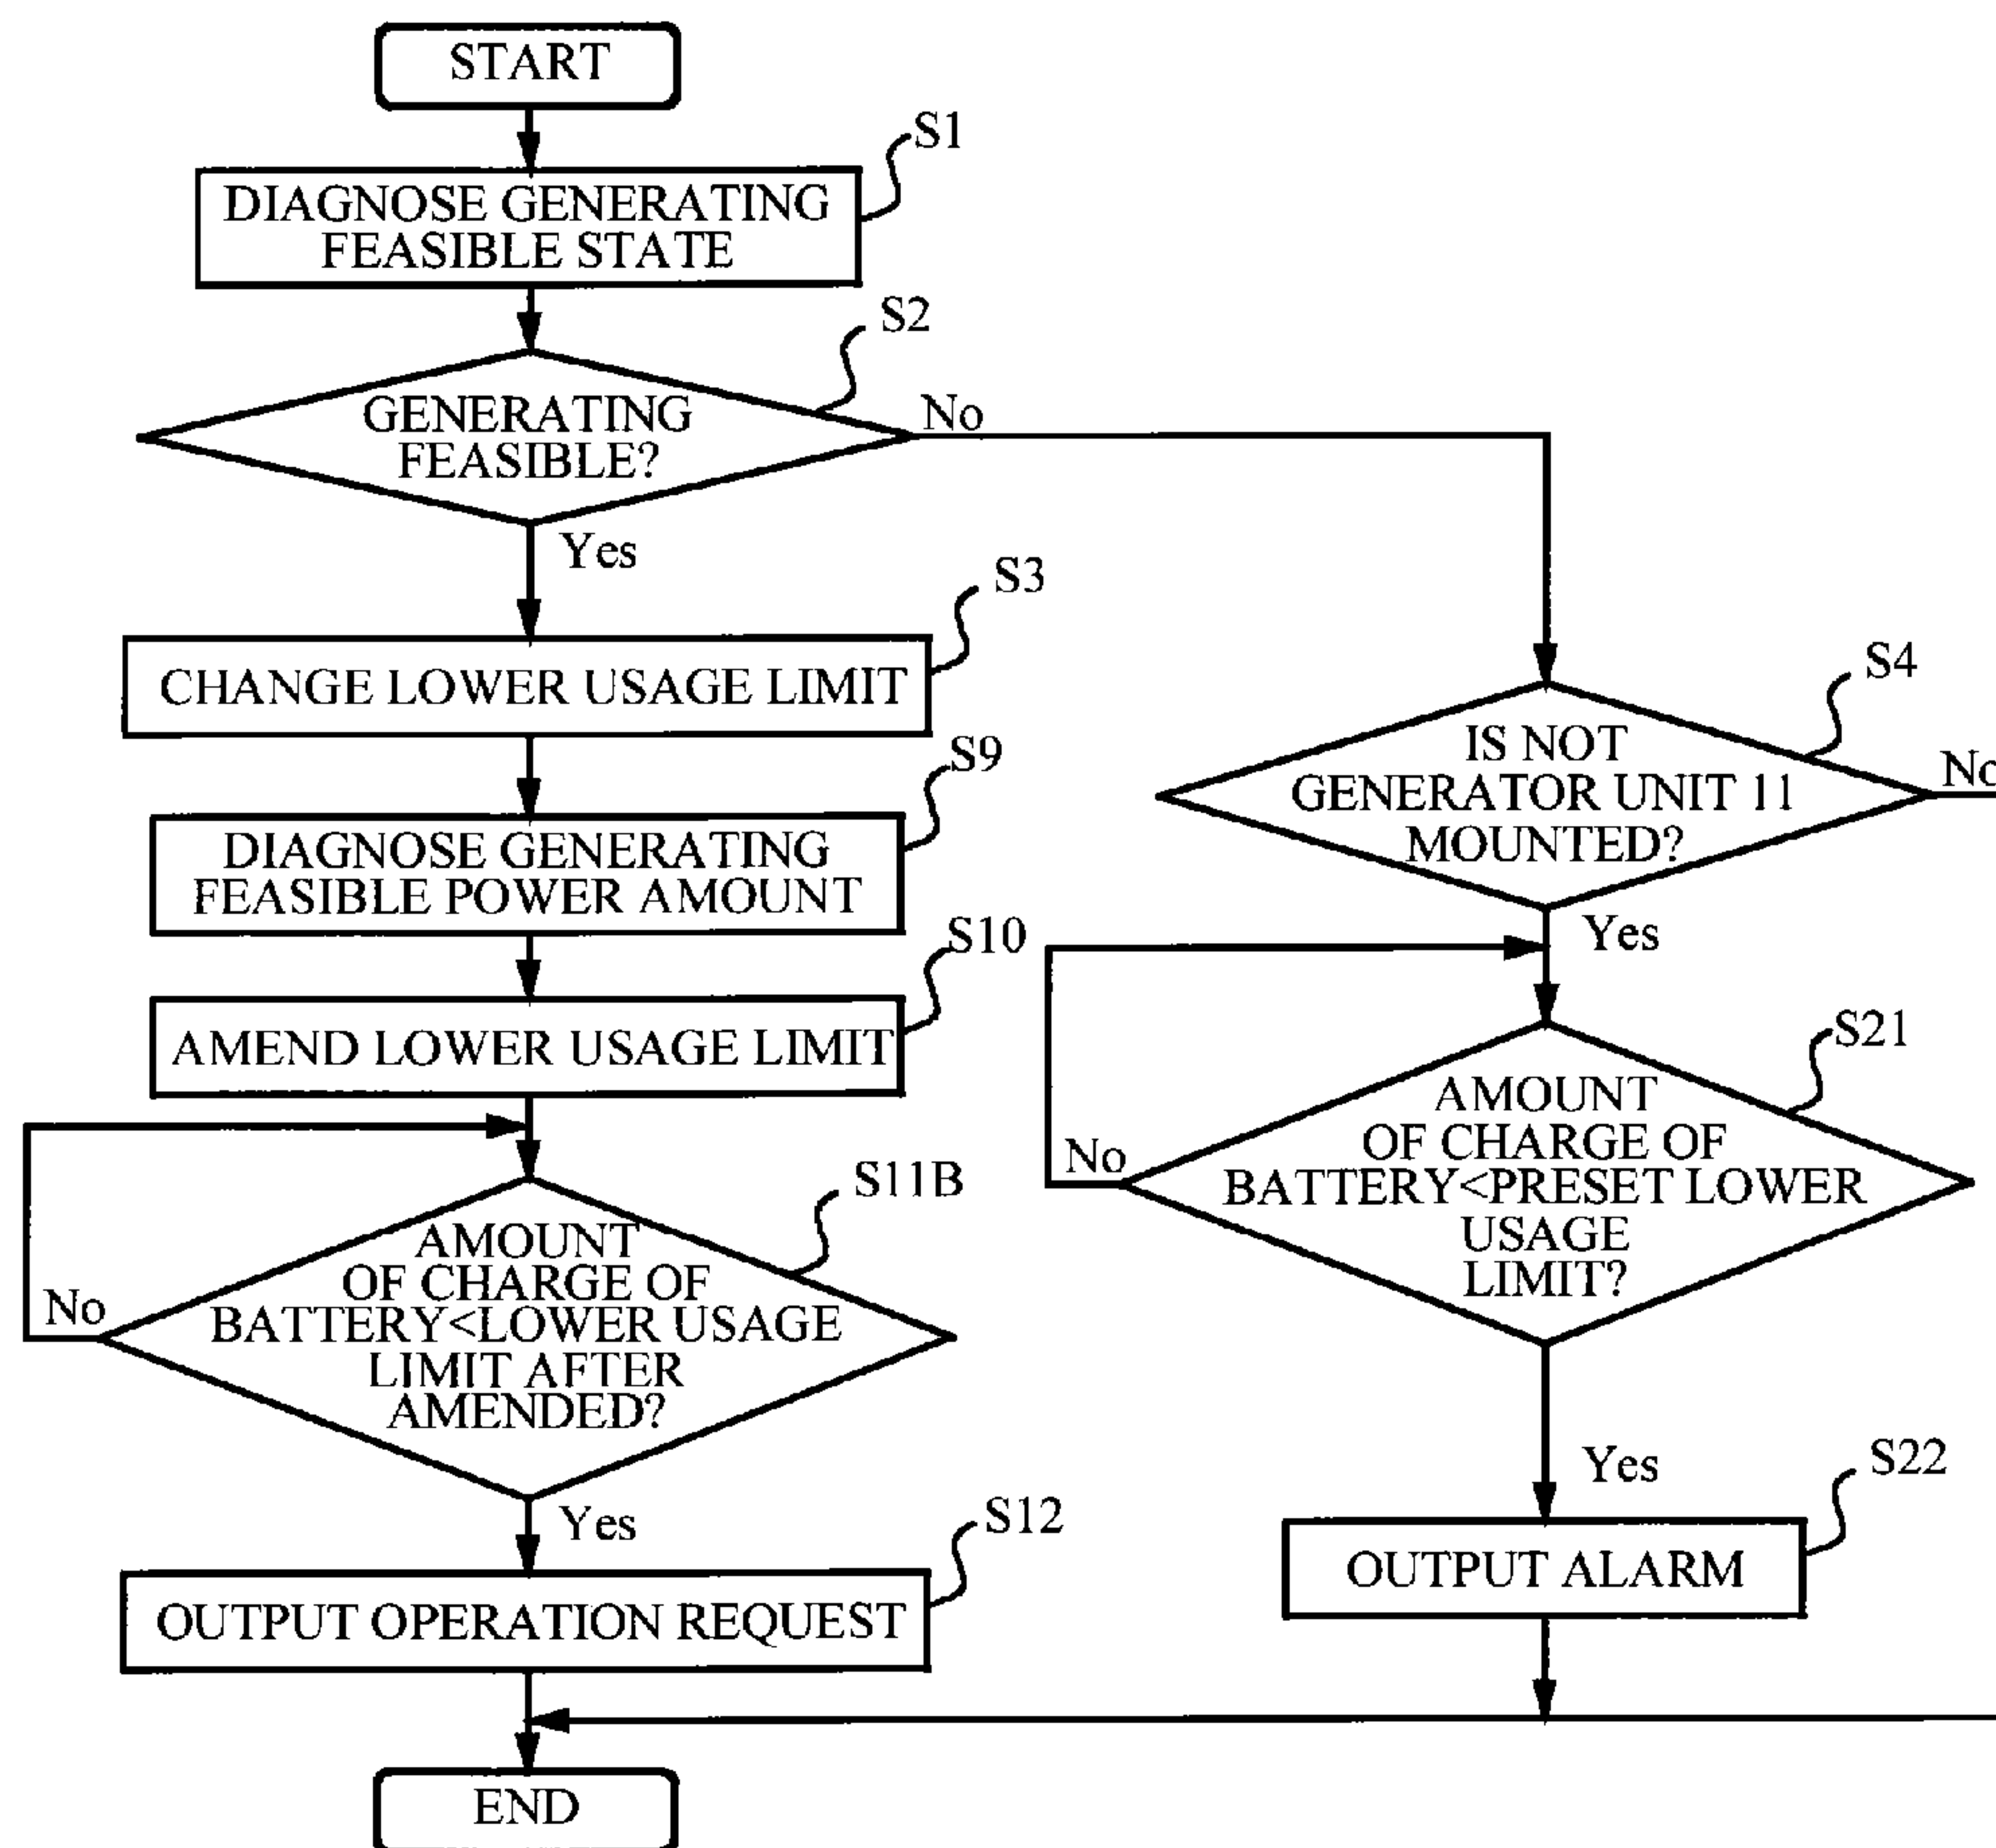 START
S1
DIAGNOSE GENERATING
FEASIBLE STATE
S2
GENERATING
FEASIBLE?
No
Yes
S3
CHANGE LOWER USAGE LIMIT
S9
DIAGNOSE GENERATING
FEASIBLE POWER AMOUNT
S10
AMEND LOWER USAGE LIMIT
S11B
AMOUNT
OF CHARGE OF
BATTERY<LOWER USAGE
LIMIT AFTER
AMENDED?
No
Yes
S12
OUTPUT OPERATION REQUEST
END
S4
IS NOT
GENERATOR UNIT 11
MOUNTED?
No
Yes
S21
AMOUNT
OF CHARGE OF
BATTERY<PRESET LOWER
USAGE
LIMIT?
No
Yes
S22
OUTPUT ALARM